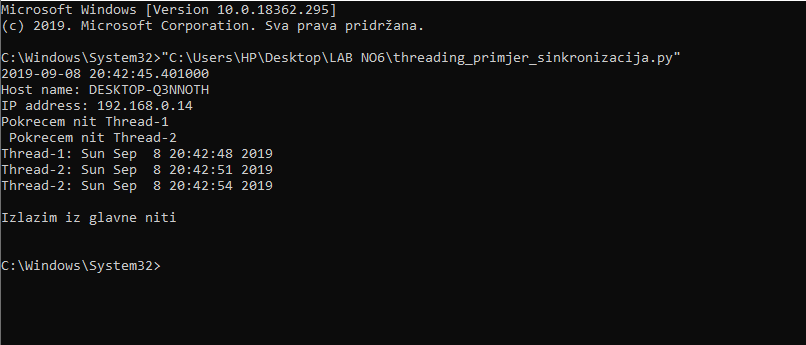 Microsoft Windows [Version 10.0.18362.295]
(c) 2019. Microsoft Corporation. Sva prava pridržana.
C:\Windows\System32>"C:\Users\HP\Desktop\LAB NO6\threading_primjer_sinkronizacija.py"
2019-09-08 20:42:45.401000
Host name: DESKTOP-Q3NNOTH
IP address: 192.168.0.14
Pokrecem nit Thread-1
 Pokrecem nit Thread-2
Thread-1: Sun Sep  8 20:42:48 2019
Thread-2: Sun Sep  8 20:42:51 2019
Thread-2: Sun Sep  8 20:42:54 2019
Izlazim iz glavne niti
C:\Windows\System32>